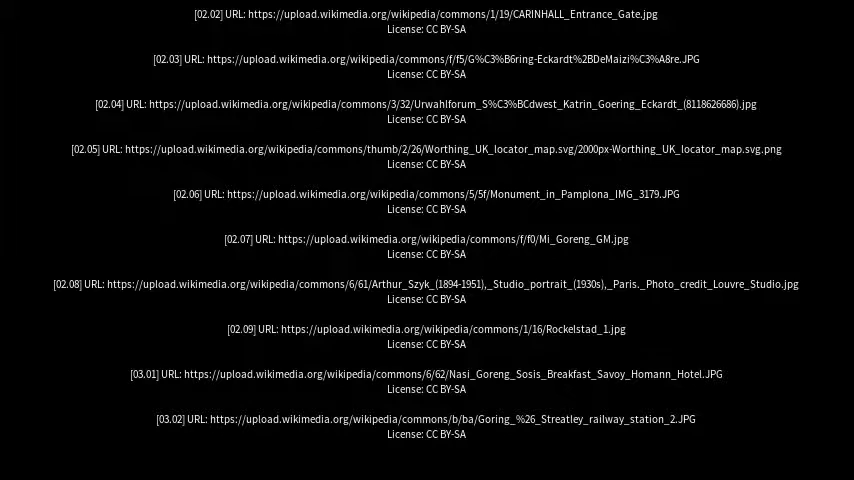 [02.02] URL: https://upload.wikimedia.org/wikipedia/commons/1/19/CARINHALL_Entrance_Gate.jpg
License: CC BY-SA
[02.03] URL: https://upload.wikimedia.org/wikipedia/commons/f/f5/G%C3%B6ring-Eckardt%2BDeMaizi%C3%A8re.JPG
License: CC BY-SA
[02.04] URL: https://upload.wikimedia.org/wikipedia/commons/3/32/Urwahlforum_S%C3%BCdwest_Katrin_Goering_Eckardt_(8118626686).jpg
License: CC BY-SA
[02.05] URL: https://upload.wikimedia.org/wikipedia/commons/thumb/2/26/Worthing_UK_locator_map.svg/2000px-Worthing_UK_locator_map.svg.png
License: CC BY-SA
[02.06] URL: https://upload.wikimedia.org/wikipedia/commons/5/5f/Monument_in_Pamplona_IMG_3179.JPG
License: CC BY-SA
[02.07] URL: https://upload.wikimedia.org/wikipedia/commons/f/f0/Mi_Goreng_GM.jpg
License: CC BY-SA
[02.08] URL: https://upload.wikimedia.org/wikipedia/commons/6/61/Arthur_Szyk_(1894-1951),_Studio_portrait_(1930s),_Paris._Photo_credit_Louvre_Studio.jpg
License: CC BY-SA
[02.09] URL: https://upload.wikimedia.org/wikipedia/commons/1/16/Rockelstad_1.jpg
License: CC BY-SA
[03.01] URL: https://upload.wikimedia.org/wikipedia/commons/6/62/Nasi_Goreng_Sosis_Breakfast_Savoy_Homann_Hotel.JPG
License: CC BY-SA
[03.02] URL: https://upload.wikimedia.org/wikipedia/commons/b/ba/Goring_%26_Streatley_railway_station_2.JPG
License: CC BY-SA